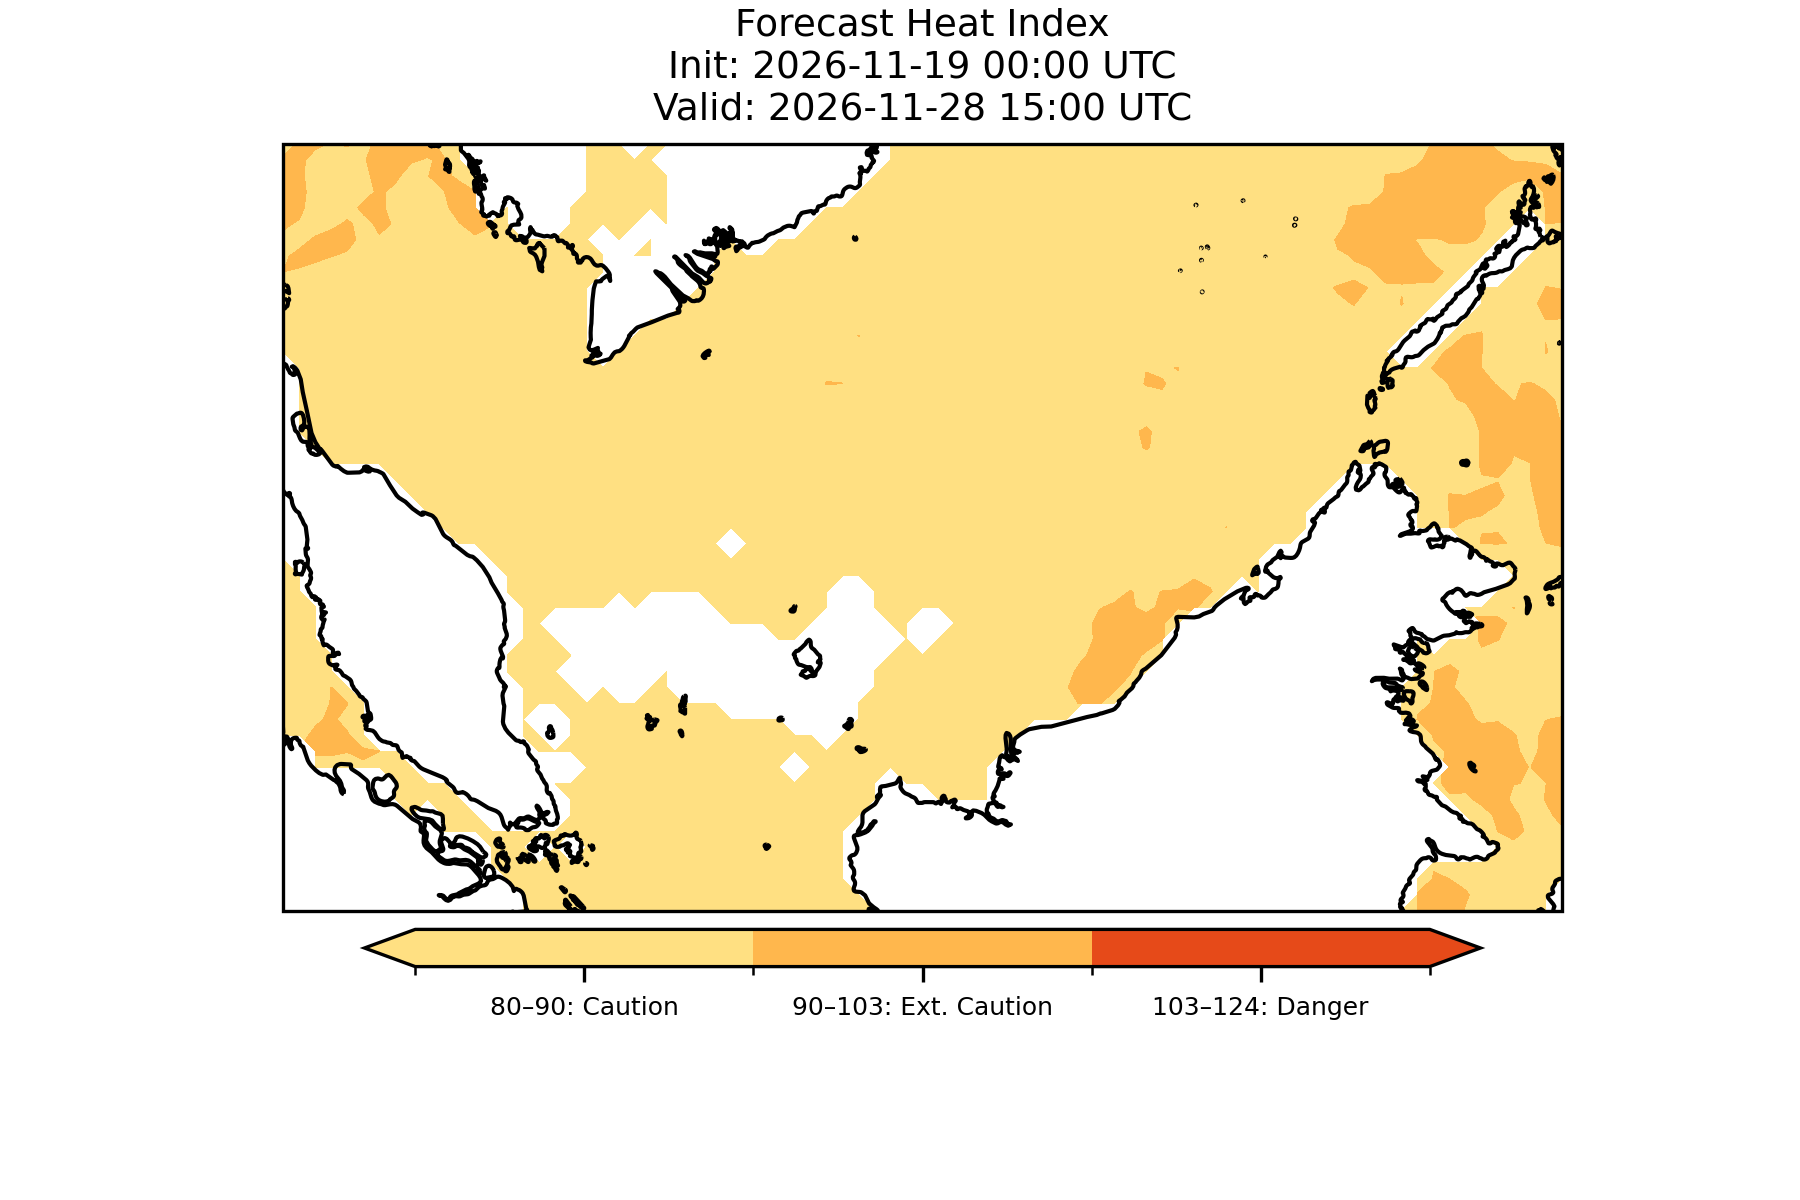 Forecast Heat Index
Init: 2026-11-19 00:00 UTC
Valid: 2026-11-28 15:00 UTC
80–90: Caution
90–103: Ext. Caution
103–124: Danger